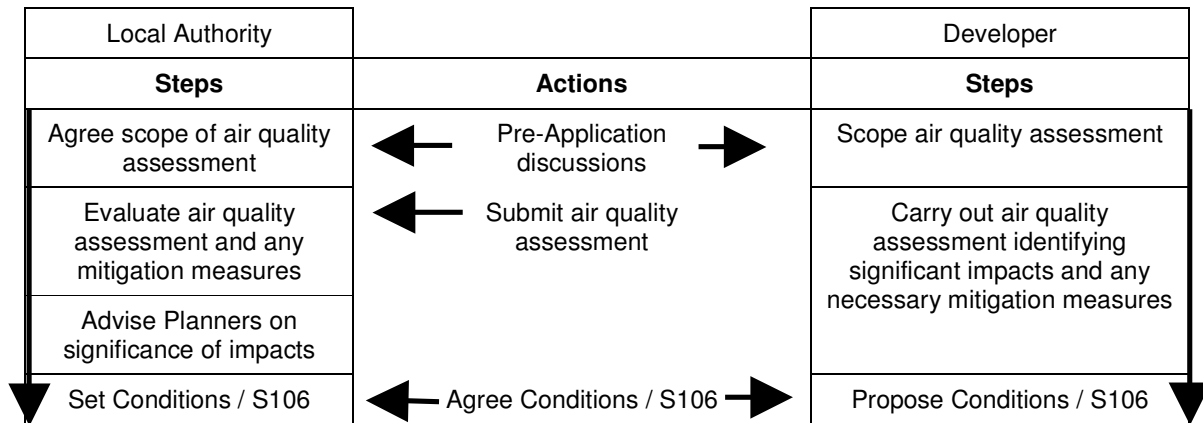 Local Authority
Developer
Steps
Actions
Steps
Agree scope of air quality
assessment
Pre-Application
discussions
Scope air quality assessment
Evaluate air quality
assessment and any
mitigation measures
Submit air quality
assessment
Carry out air quality
assessment identifying
significant impacts and any
necessary mitigation measures
Advise Planners on
significance of impacts
Set Conditions / S106
Agree Conditions / S106
Propose Conditions / S106